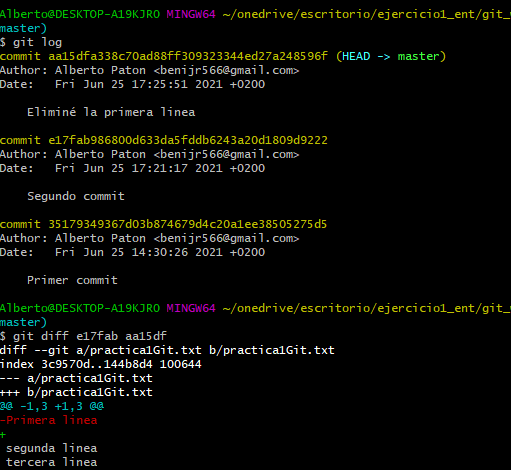 Alberto@DESKTOP-A19KJRO MINGW64 ~/onedrive/escritorio/ejercicio1_ent/git_
master)
$ git log
commit aa15dfa338c70ad88ff309323344ed27a248596f (HEAD -> master)
Author: Alberto Paton <benijr566@gmail.com>
Date:   Fri Jun 25 17:25:51 2021 +0200
Eliminé la primera linea
commit e17fab986800d633da5fddb6243a20d1809d9222
Author: Alberto Paton <benijr566@gmail.com>
Date:   Fri Jun 25 17:21:17 2021 +0200
Segundo commit
commit 35179349367d03b874679d4c20a1ee38505275d5
Author: Alberto Paton <benijr566@gmail.com>
Date:   Fri Jun 25 14:30:26 2021 +0200
Primer commit
Alberto@DESKTOP-A19KJRO MINGW64 ~/onedrive/escritorio/ejercicio1_ent/git_
master)
$ git diff e17fab aa15df
diff --git a/practica1Git.txt b/practica1Git.txt
index 3c9570d..144b8d4 100644
--- a/practica1Git.txt
+++ b/practica1Git.txt
@@ -1,3 +1,3 @@
-Primera linea
+
segunda linea
tercera linea